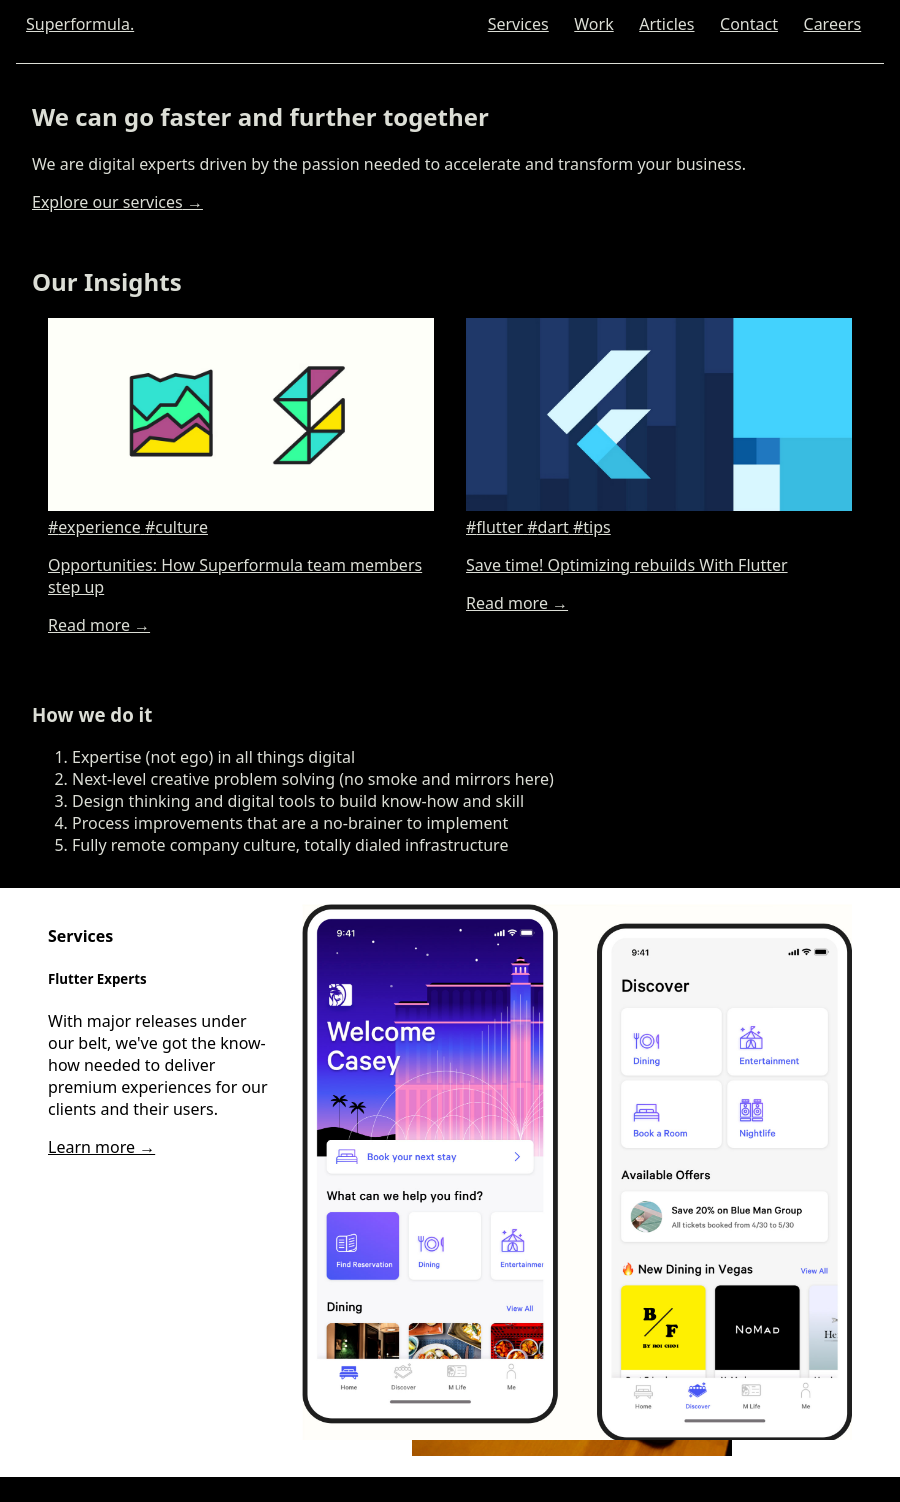 Superformula.
Services Work Articles Contact Careers
We can go faster and further together
We are digital experts driven by the passion needed to accelerate and transform your business.
Explore our services →
Our Insights
#experience #culture
Opportunities: How Superformula team members
step up
Read more →
#flutter #dart #tips
Save time! Optimizing rebuilds With Flutter
Read more →
How we do it
1. Expertise (not ego) in all things digital
2. Next-level creative problem solving (no smoke and mirrors here)
3. Design thinking and digital tools to build know-how and skill
4. Process improvements that are a no-brainer to implement
5. Fully remote company culture, totally dialed infrastructure
Services
Flutter Experts
With major releases under
our belt, we've got the know-
how needed to deliver
premium experiences for our
clients and their users.
Learn more →
9:41
Welcome
Casey
Book your next stay
What can we help you find?
Find Reservation
Dining
Entertainmen
Dining
View All
Home
Discover
M Life
Me
9:41
Discover
Dining
Entertainment
Book a Room
Nightlife
Available Offers
Save 20% on Blue Man Group
All tickets booked from 4/30 to 5/30
🔥 New Dining in Vegas
View All
B/F
NOMAD
He
Home
Discover
M Life
Me